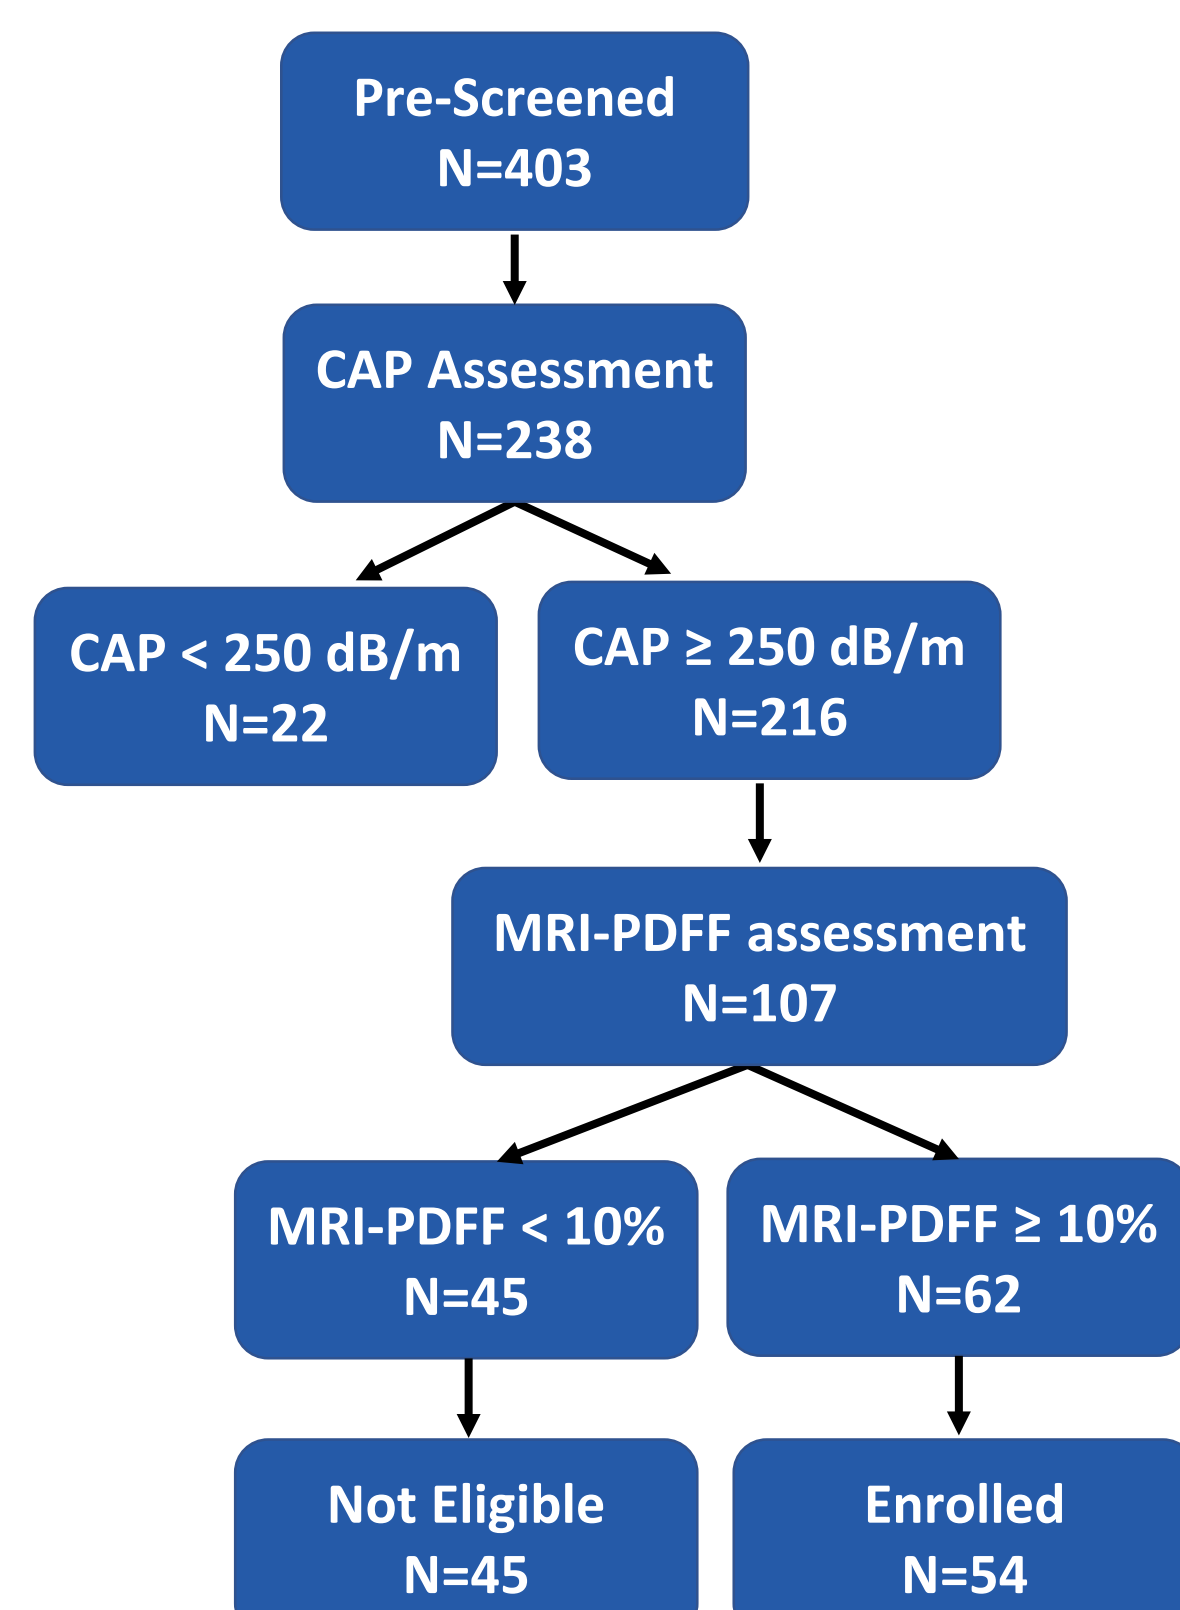 Pre-Screened
N=403
CAP Assessment
N=238
CAP < 250 dB/m
N=22
CAP ≥ 250 dB/m
N=216
MRI-PDFF assessment
N=107
MRI-PDFF < 10%
N=45
MRI-PDFF ≥ 10%
N=62
Not Eligible
N=45
Enrolled
N=54